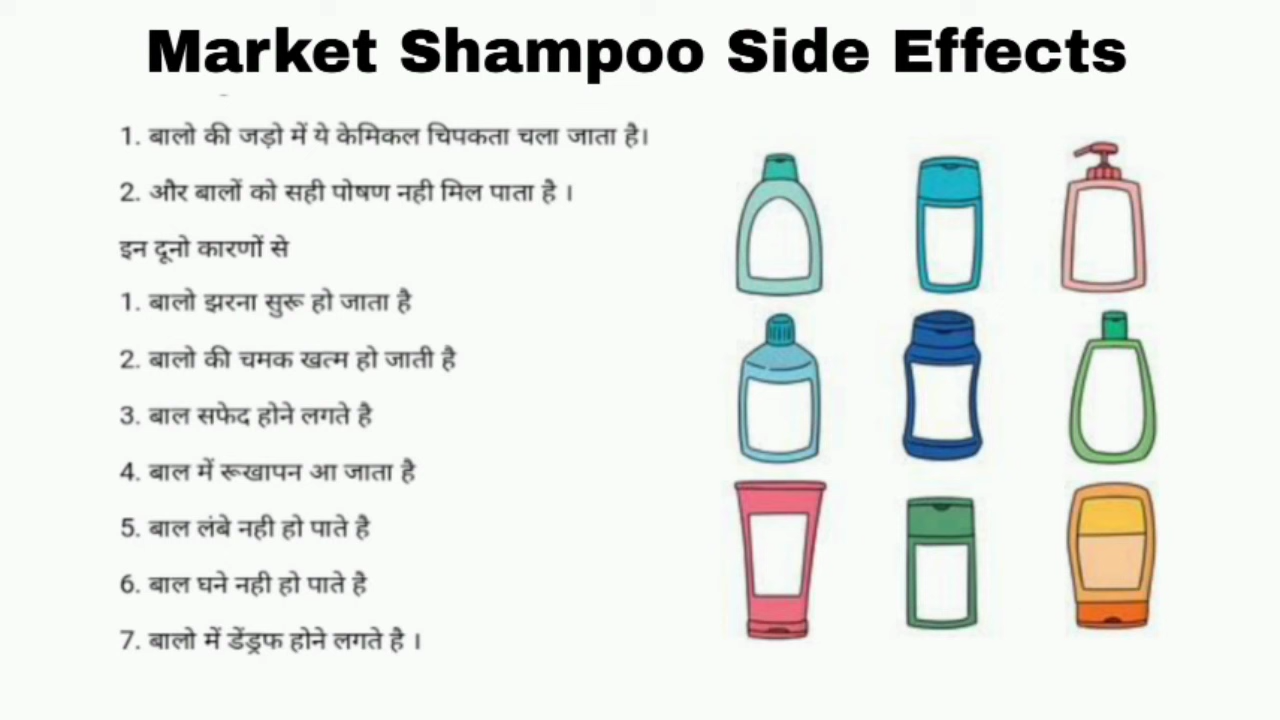 Market Shampoo Side Effects
1. बालो की जड़ो में ये केमिकल चिपकता चला जाता है।
2. और बालों को सही पोषण नही मिल पाता है ।
इन दूनो कारणों से
1. बालो झरना सुरू हो जाता है
2. बालो की चमक खत्म हो जाती है
3. बाल सफेद होने लगते है
4. बाल में रूखापन आ जाता है
5. बाल लंबे नही हो पाते है
6. बाल घने नही हो पाते है
7. बालो में डेंड्रफ होने लगते है ।